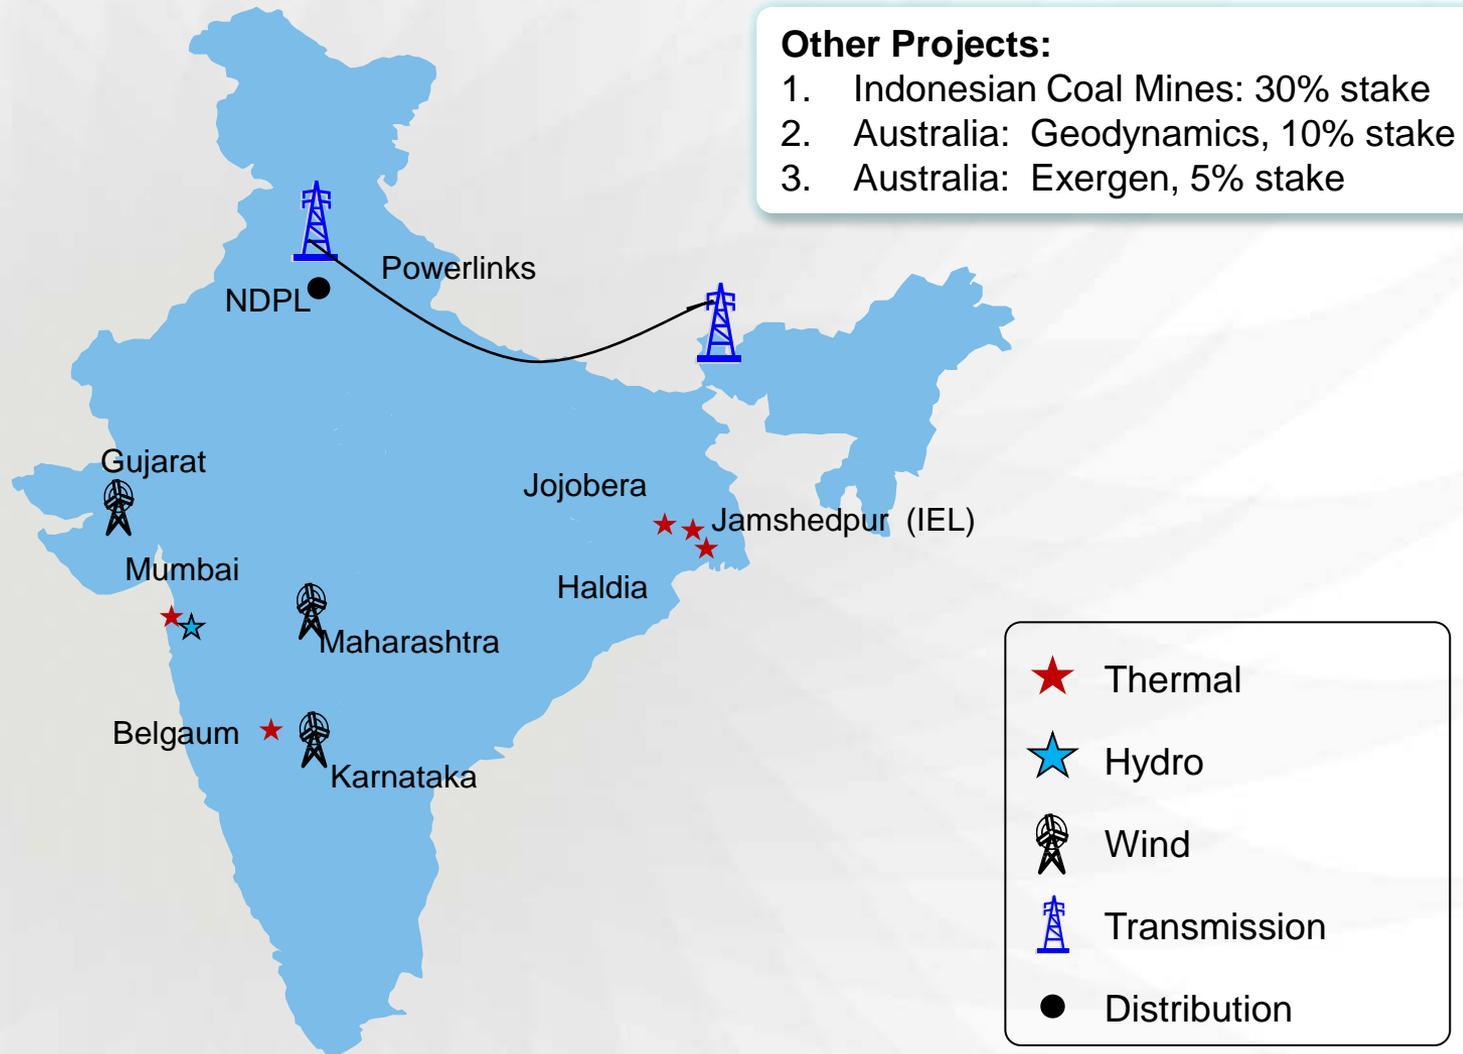 Other Projects:
1. Indonesian Coal Mines: 30% stake
2. Australia: Geodynamics, 10% stake
3. Australia: Exergen, 5% stake
Powerlinks
NDPL
Gujarat
Jojobera
Jamshedpur (IEL)
Mumbai
Haldia
Maharashtra
Belgaum
Karnataka
Thermal
Hydro
Wind
Transmission
Distribution